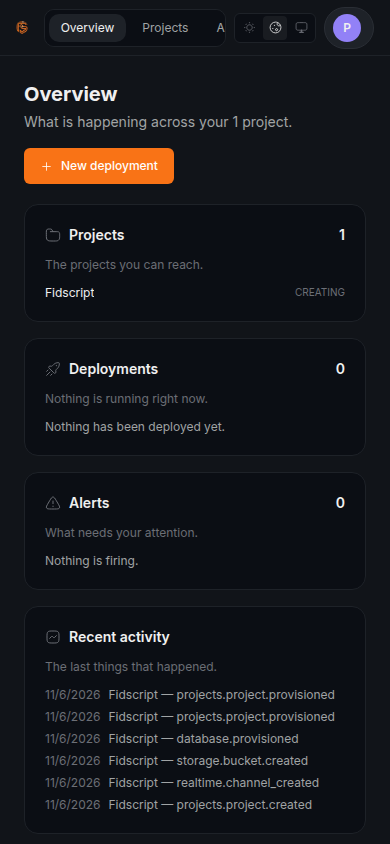 Overview
Projects
A
P
Overview
What is happening across your 1 project.
+ New deployment
Projects
1
The projects you can reach.
Fidscript
CREATING
Deployments
0
Nothing is running right now.
Nothing has been deployed yet.
Alerts
0
What needs your attention.
Nothing is firing.
Recent activity
The last things that happened.
11/6/2026 Fidscript — projects.project.provisioned
11/6/2026 Fidscript — projects.project.provisioned
11/6/2026 Fidscript — database.provisioned
11/6/2026 Fidscript — storage.bucket.created
11/6/2026 Fidscript — realtime.channel_created
11/6/2026 Fidscript — projects.project.created